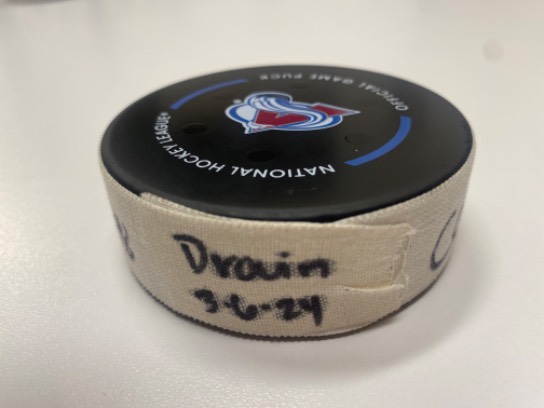 OFFICIAL GAME PUCK
NATIONAL HOCKEY LEAGUE®
Drouin
3-6-24